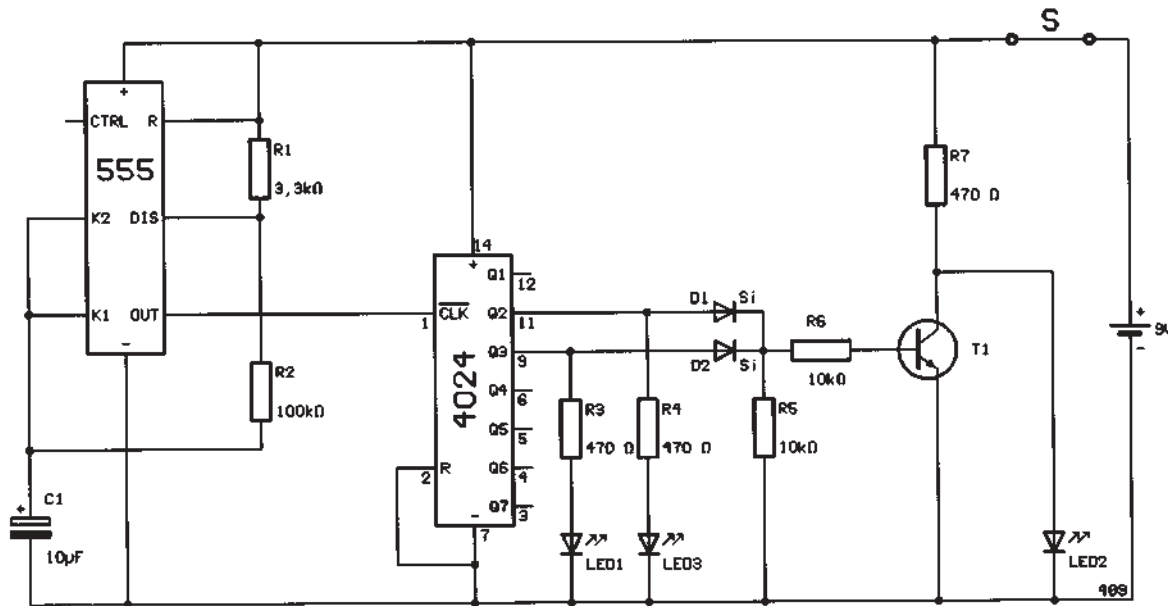 S
+
CTRL R
555
R1
3,3kΩ
K2 DIS
K1 OUT
-
R2
100kΩ
+ C1
10µF
14
+
Q1
12
CLK
1
Q2
11
Q3
9
4024
Q4
6
Q5
5
R
2
Q6
4
Q7
3
-
7
R3
470 Ω
R4
470 Ω
LED1
LED3
D1 Si
D2 Si
R6
10kΩ
R5
10kΩ
R7
470 Ω
T1
LED2
+
9V
-
409